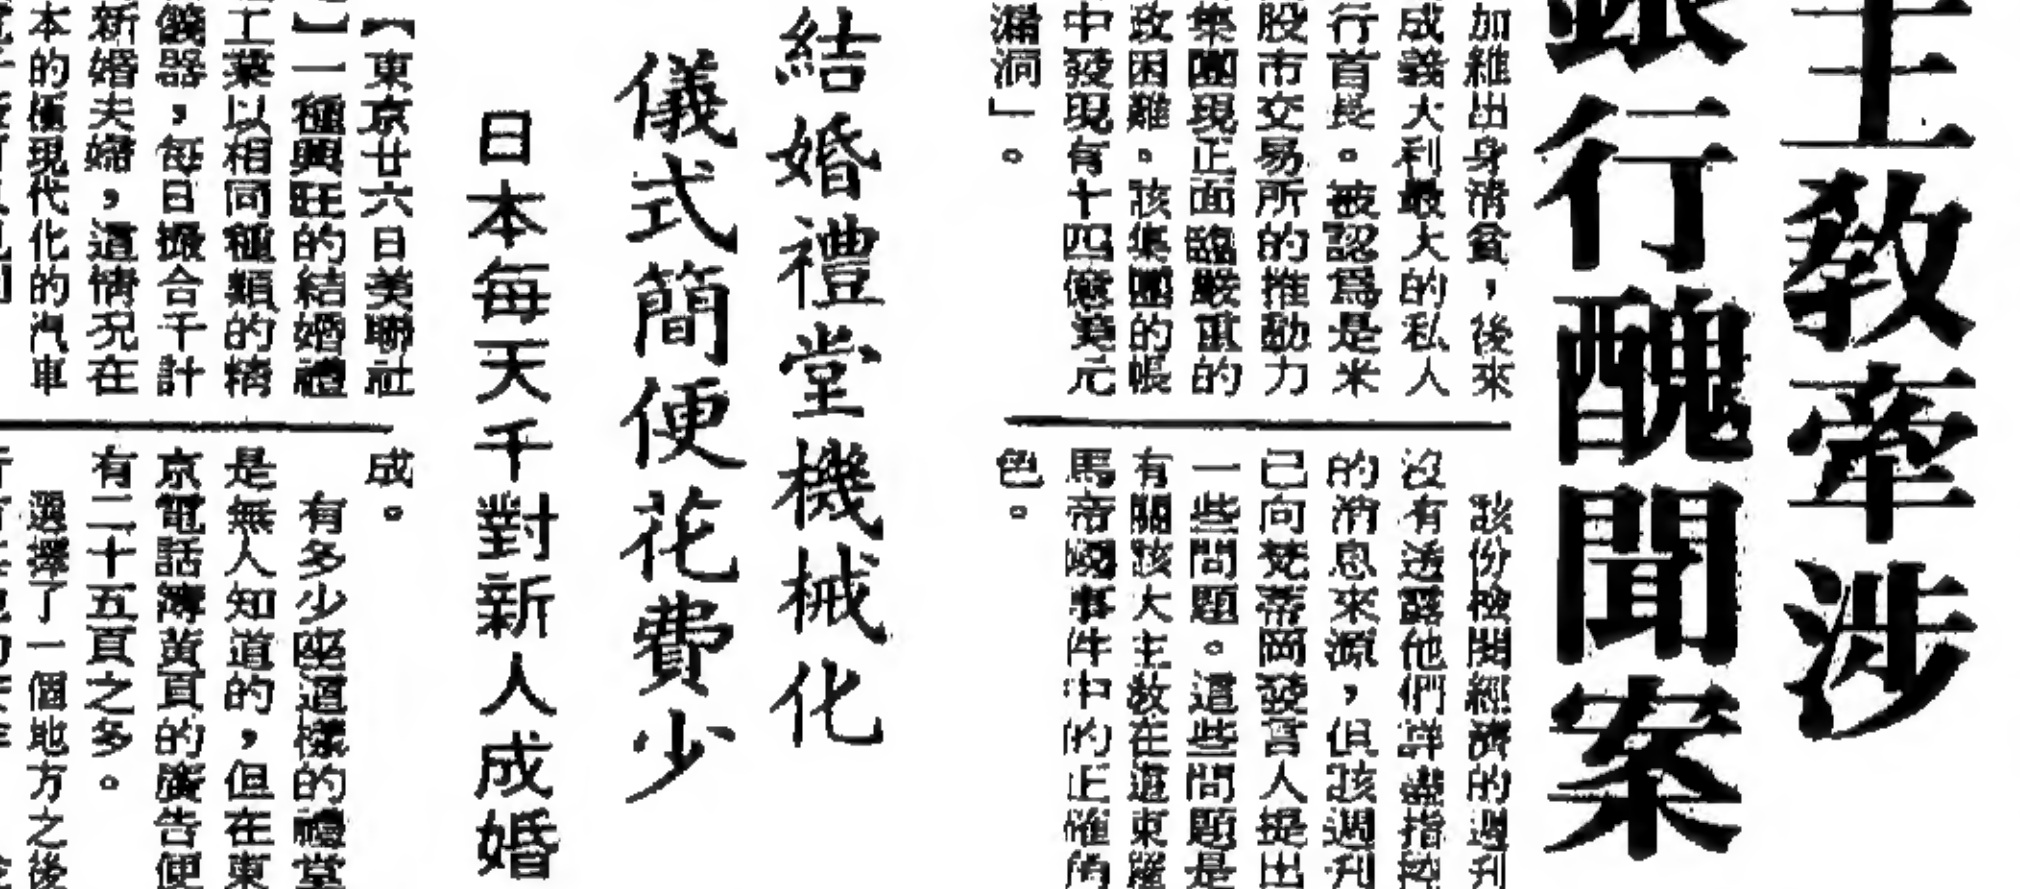 主敎牽涉
銀行醜聞案
加維出身清貧，後來
成義大利最大的私人
行首長。被認爲是米
股市交易所的推動力
集團現正面臨嚴重的
政困難。該集團的帳
中發現有十四億美元
漏洞」。
該份檢閱經濟的週刊
沒有透露他們詳盡指控
的消息來源，但該週刊
已向梵蒂岡發言人提出
一些問題。這些問題是
有關該大主敎在這東羅
馬帝國事件中的正確角
色。
結婚禮堂機械化
儀式簡便花費少
日本每天千對新人成婚
【東京廿六日美聯社
】一種興旺的結婚禮
工業以相同種類的精
儀器，每日撮合千計
新婚夫婦，這情況在
本的極現代化的汽車
成。
有多少座這樣的禮堂
是無人知道的，但在東
京電話簿黃頁的廣告便
有二十五頁之多。
選擇了一個地方之後